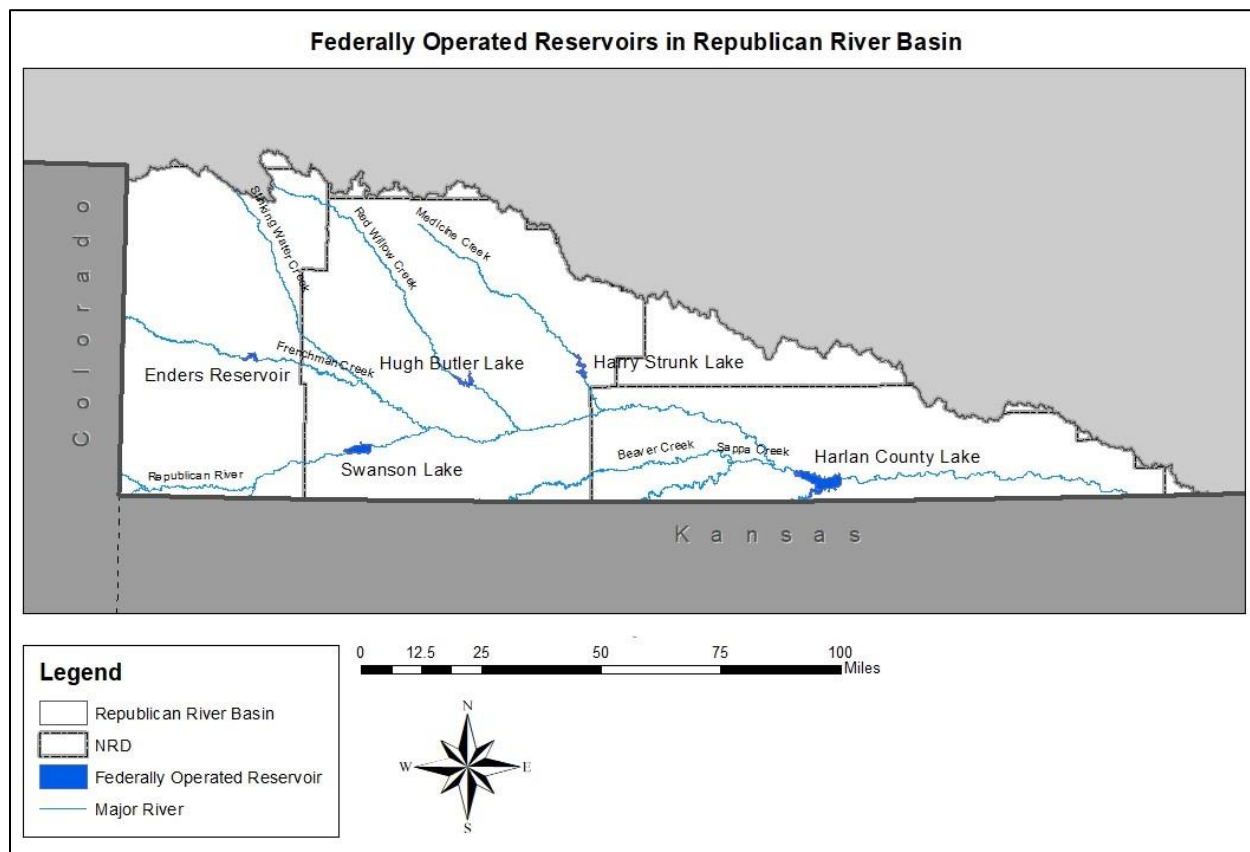 Federally Operated Reservoirs in Republican River Basin
Colorado
Stinking Water Creek
Red Willow Creek
Medicine Creek
Frenchman Creek
Enders Reservoir
Hugh Butler Lake
Harry Strunk Lake
Republican River
Swanson Lake
Beaver Creek
Sappa Creek
Harlan County Lake
Kansas
0 12.5 25 50 75 100
Miles
Legend
Republican River Basin
NRD
Federally Operated Reservoir
Major River
N
W E
S